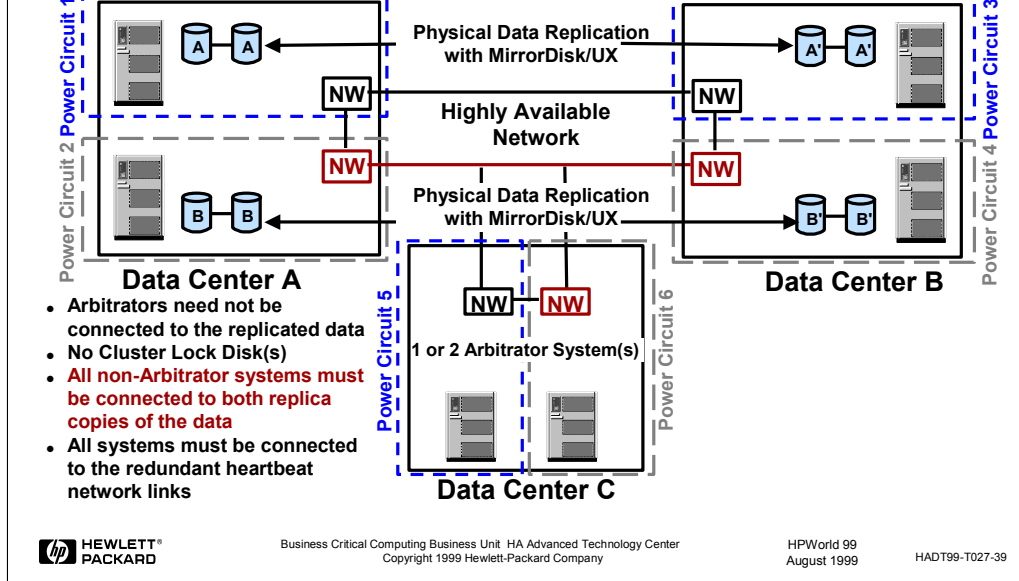 Power Circuit 1
A
A
Physical Data Replication
with MirrorDisk/UX
A'
A'
Power Circuit 3
NW
NW
Highly Available
Network
Power Circuit 2
NW
NW
Power Circuit 4
B
B
Physical Data Replication
with MirrorDisk/UX
B'
B'
Data Center A
Data Center B
• Arbitrators need not be
connected to the replicated data
• No Cluster Lock Disk(s)
• All non-Arbitrator systems must
be connected to both replica
copies of the data
• All systems must be connected
to the redundant heartbeat
network links
Power Circuit 5
NW
NW
Power Circuit 6
1 or 2 Arbitrator System(s)
Data Center C
hp HEWLETT®
PACKARD
Business Critical Computing Business Unit HA Advanced Technology Center
Copyright 1999 Hewlett-Packard Company
HPWorld 99
August 1999
HADT99-T027-39